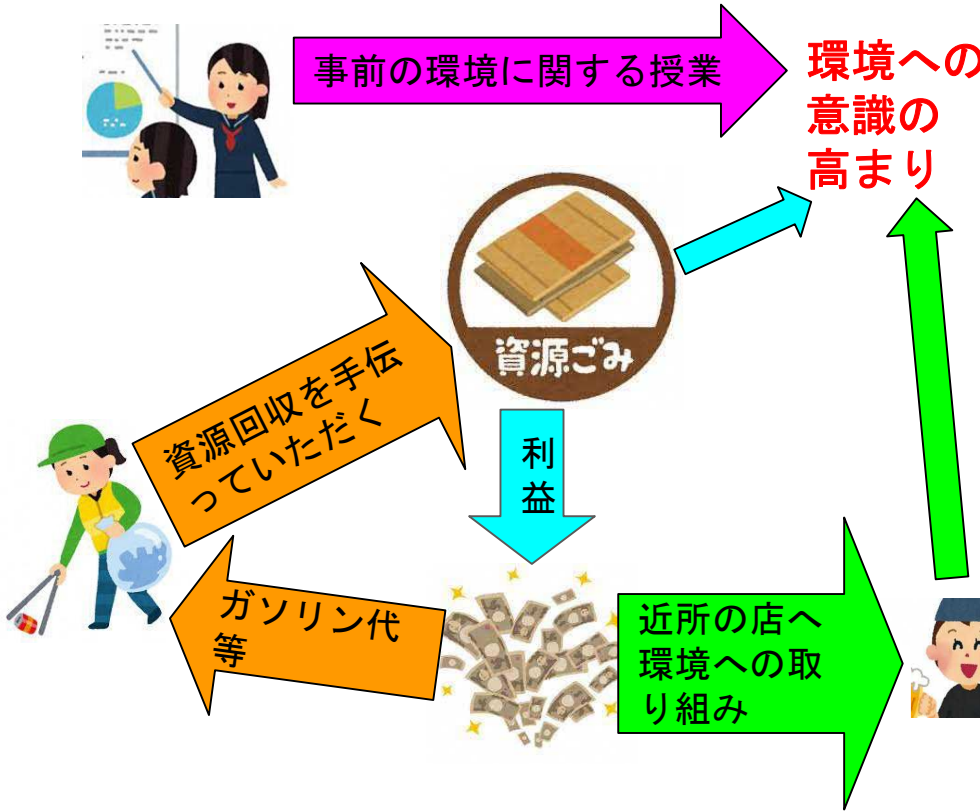 事前の環境に関する授業
環境への
意識の
高まり
資源ごみ
資源回収を手伝
っていただく
利
益
ガソリン代
等
近所の店へ
環境への取
り組み